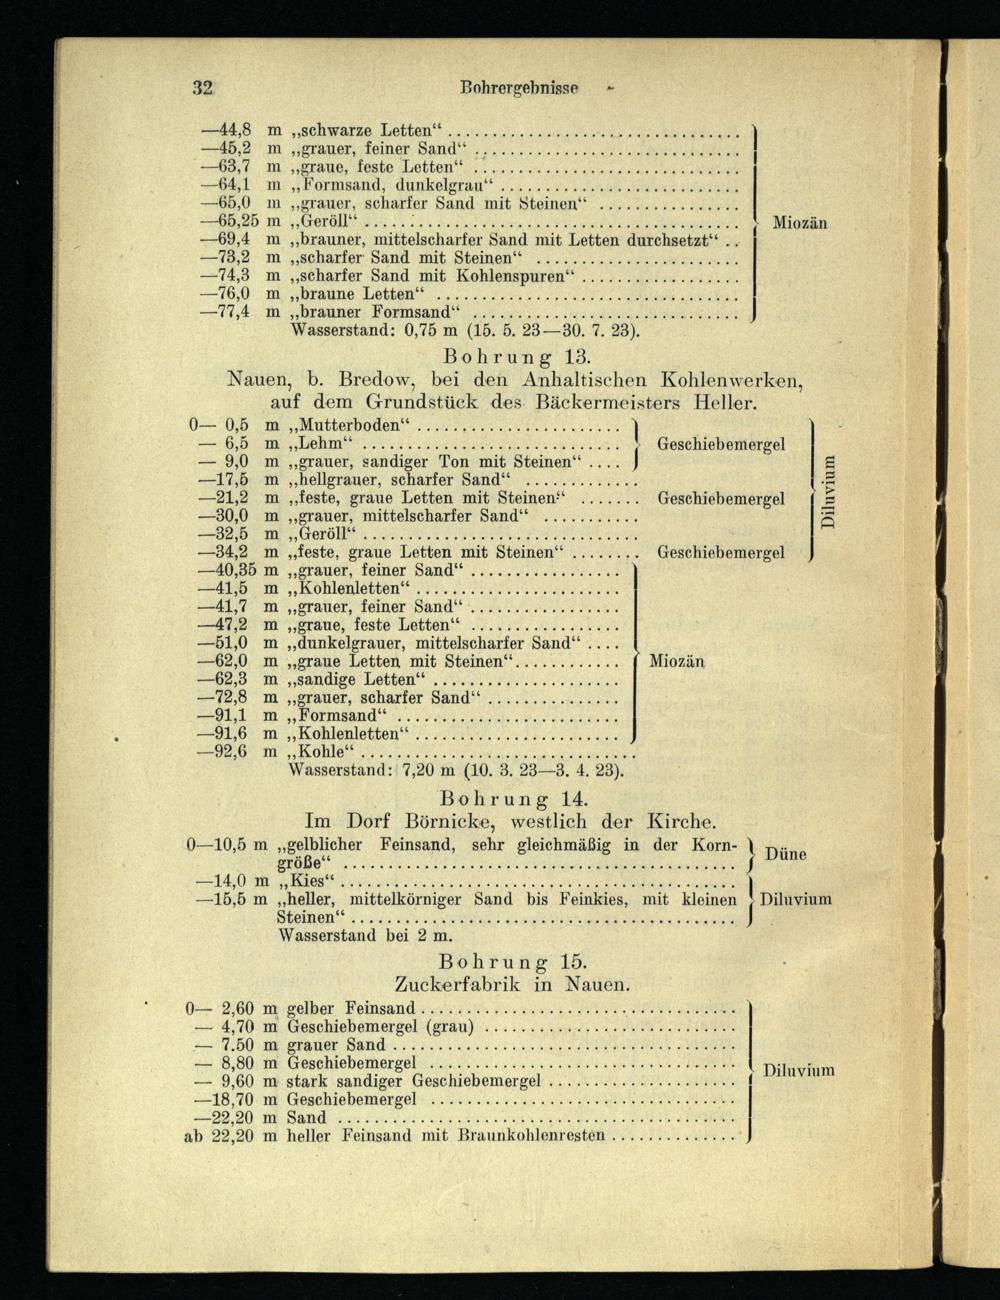 32 Bohrergebnisse
—44,8 m „schwarze Letten“ ................................
—45,2 m „grauer, feiner Sand“ .............................
—63,7 m „graue, feste Letten“ .............................
—64,1 m „Formsand, dunkelgrau“ ..........................
—65,0 m „grauer, scharfer Sand mit Steinen“ ................
—65,25 m „Geröll“ ......................................... Miozän
—69,4 m „brauner, mittelscharfer Sand mit Letten durchsetzt“ ..
—73,2 m „scharfer Sand mit Steinen“ .......................
—74,3 m „scharfer Sand mit Kohlenspuren“ .................
—76,0 m „braune Letten“ .................................
—77,4 m „brauner Formsand“ .............................
Wasserstand: 0,75 m (15. 5. 23—30. 7. 23).
Bohrung 13.
Nauen, b. Bredow, bei den Anhaltischen Kohlenwerken,
auf dem Grundstück des Bäckermeisters Heller.
0— 0,5 m „Mutterboden“ .......................
— 6,5 m „Lehm“ ............................. Geschiebemergel
— 9,0 m „grauer, sandiger Ton mit Steinen“ ....
—17,5 m „hellgrauer, scharfer Sand“ .............
—21,2 m „feste, graue Letten mit Steinen“ ....... Geschiebemergel Diluvium
—30,0 m „grauer, mittelscharfer Sand“ ...........
—32,5 m „Geröll“ ...............................
—34,2 m „feste, graue Letten mit Steinen“ ........ Geschiebemergel
—40,35 m „grauer, feiner Sand“ .................
—41,5 m „Kohlenletten“ .......................
—41,7 m „grauer, feiner Sand“ .................
—47,2 m „graue, feste Letten“ .................
—51,0 m „dunkelgrauer, mittelscharfer Sand“ ....
—62,0 m „graue Letten mit Steinen“ ............ Miozän
—62,3 m „sandige Letten“ .....................
—72,8 m „grauer, scharfer Sand“ ...............
—91,1 m „Formsand“ .........................
—91,6 m „Kohlenletten“ .......................
—92,6 m „Kohle“ ...............................
Wasserstand: 7,20 m (10. 3. 23—3. 4. 23).
Bohrung 14.
Im Dorf Börnicke, westlich der Kirche.
0—10,5 m „gelblicher Feinsand, sehr gleichmäßig in der Korn-
größe“ ........................................... Düne
—14,0 m „Kies“ ...........................................
—15,5 m „heller, mittelkörniger Sand bis Feinkies, mit kleinen Diluvium
Steinen“ .........................................
Wasserstand bei 2 m.
Bohrung 15.
Zuckerfabrik in Nauen.
0— 2,60 m gelber Feinsand ..................................
— 4,70 m Geschiebemergel (grau) ...........................
— 7.50 m grauer Sand .....................................
— 8,80 m Geschiebemergel .................................
— 9,60 m stark sandiger Geschiebemergel .................... Diluvium
—18,70 m Geschiebemergel .................................
—22,20 m Sand ...........................................
ab 22,20 m heller Feinsand mit Braunkohlenresten ..............